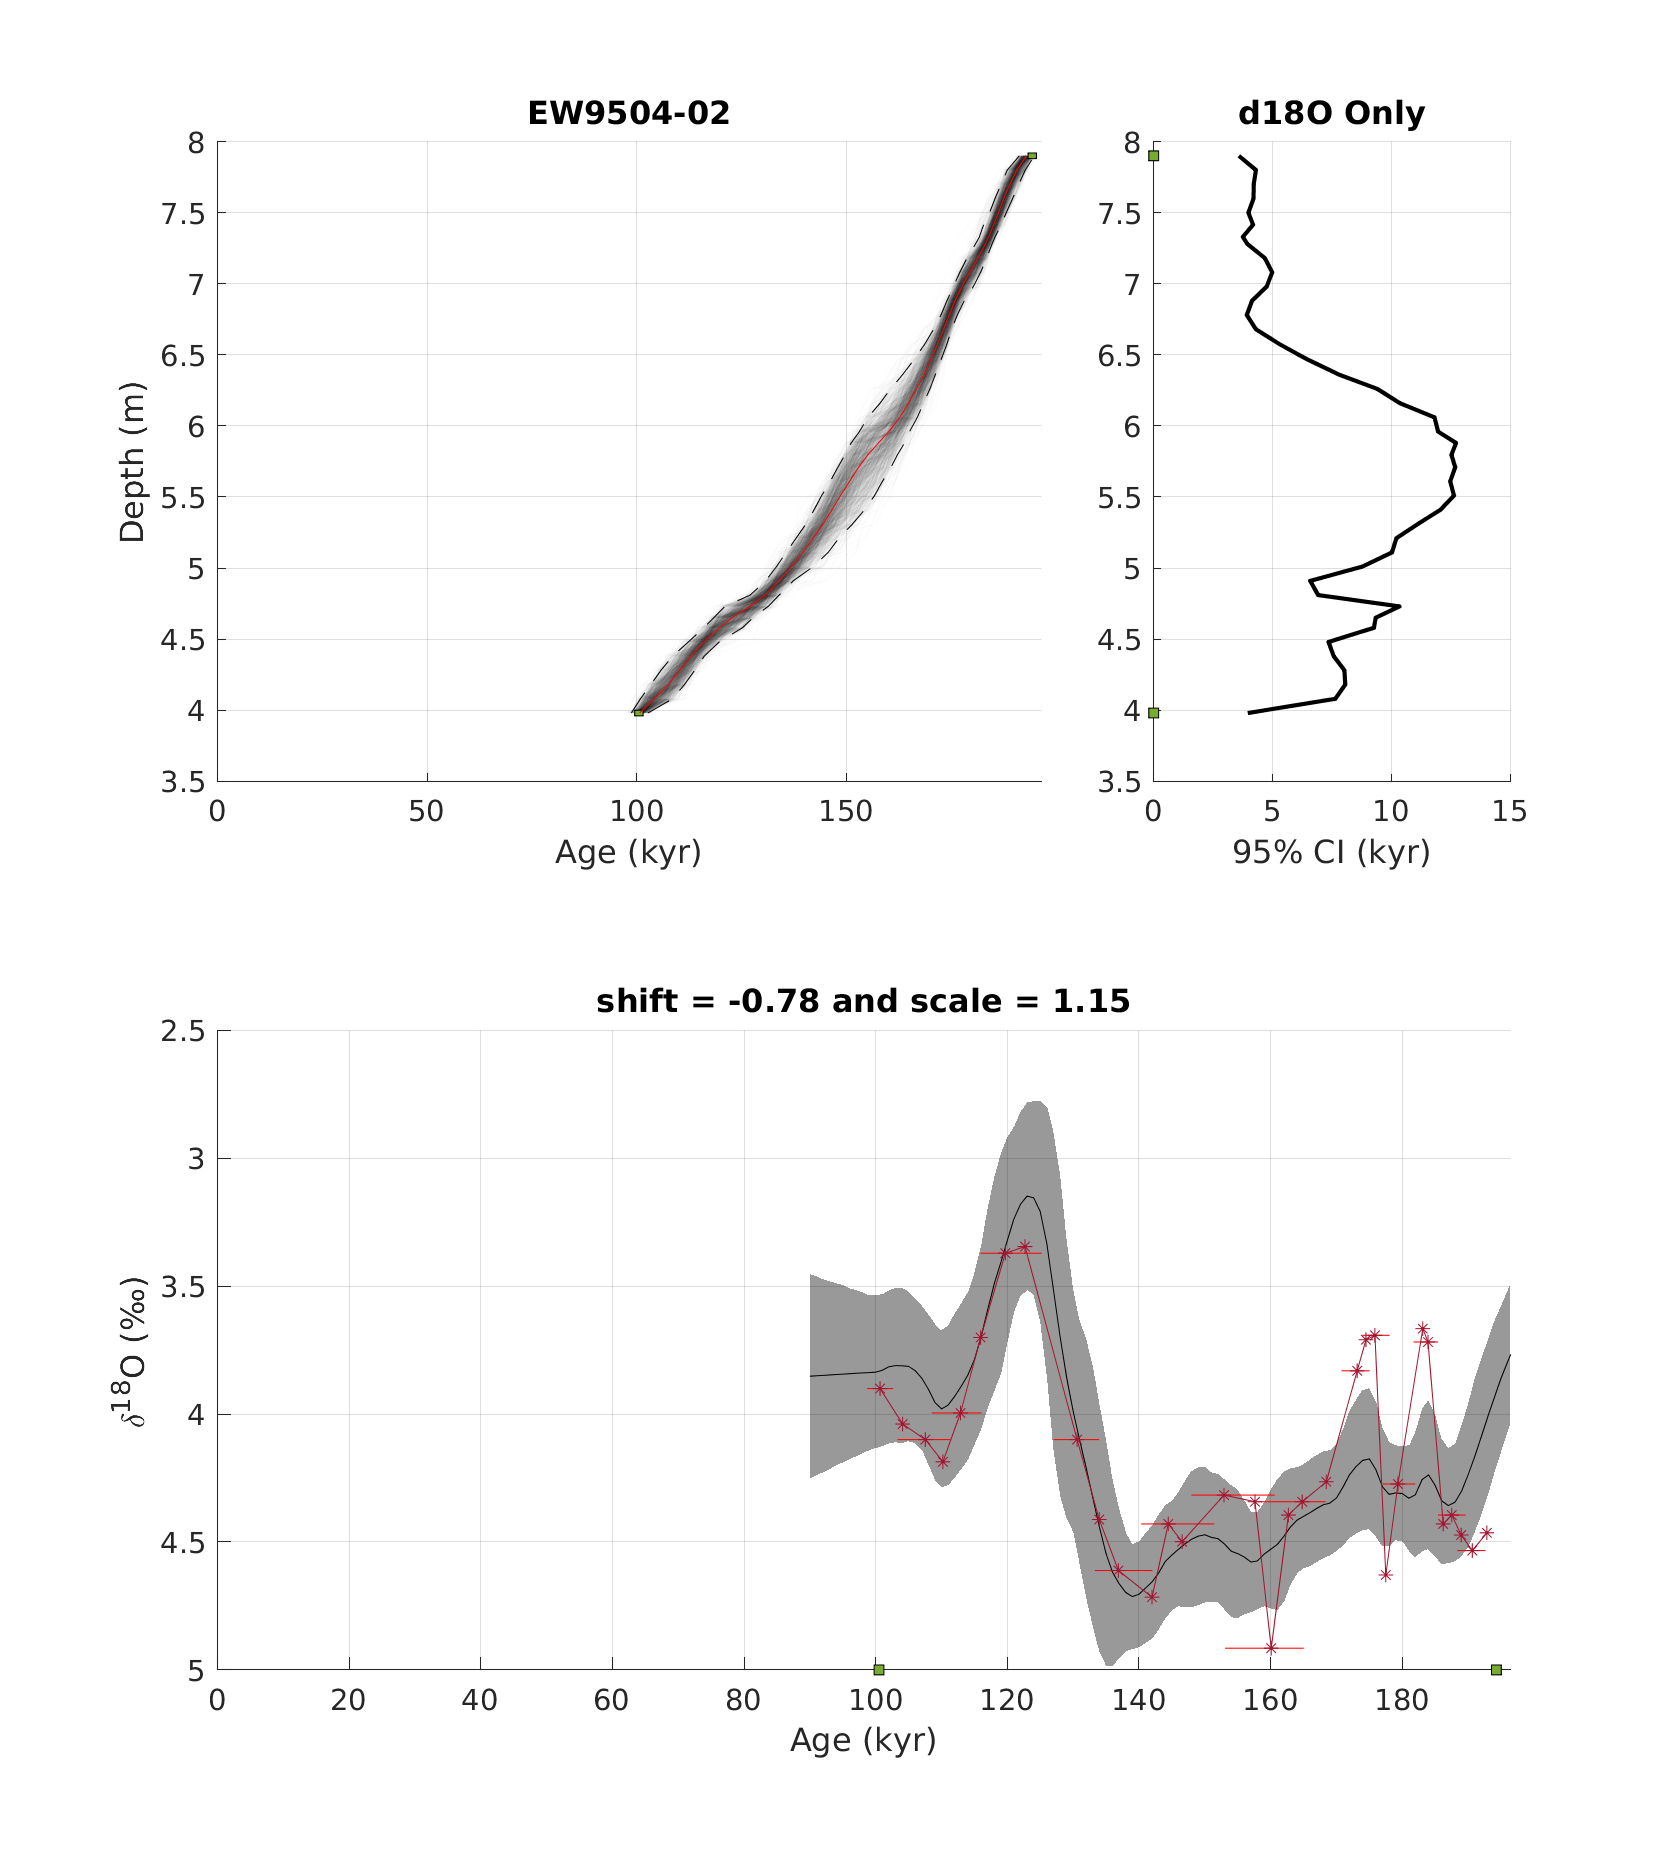 EW9504-02
8
7.5
7
6.5
6
5.5
5
4.5
4
3.5
Depth (m)
0 50 100 150
Age (kyr)
d18O Only
8
7.5
7
6.5
6
5.5
5
4.5
4
3.5
0 5 10 15
95% CI (kyr)
shift = -0.78 and scale = 1.15
2.5
3
3.5
4
4.5
5
δ18O (‰)
0 20 40 60 80 100 120 140 160 180
Age (kyr)